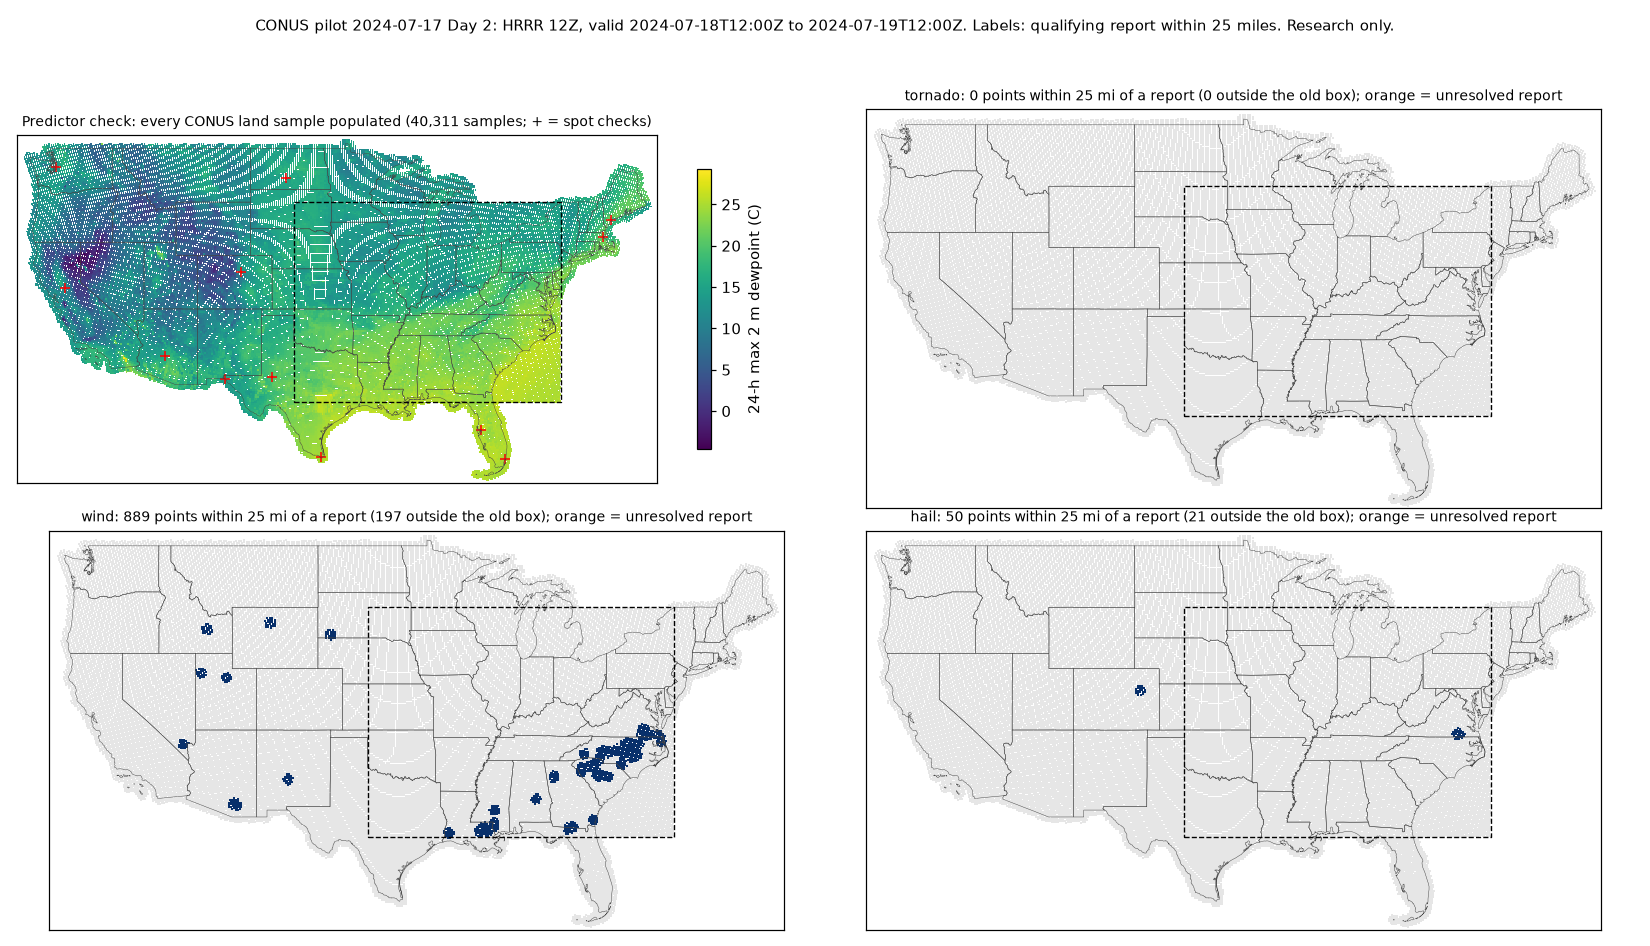 CONUS pilot 2024-07-17 Day 2: HRRR 12Z, valid 2024-07-18T12:00Z to 2024-07-19T12:00Z. Labels: qualifying report within 25 miles. Research only.
Predictor check: every CONUS land sample populated (40,311 samples; + = spot checks)
25
20
15
10
5
0
24-h max 2 m dewpoint (C)
tornado: 0 points within 25 mi of a report (0 outside the old box); orange = unresolved report
wind: 889 points within 25 mi of a report (197 outside the old box); orange = unresolved report
hail: 50 points within 25 mi of a report (21 outside the old box); orange = unresolved report